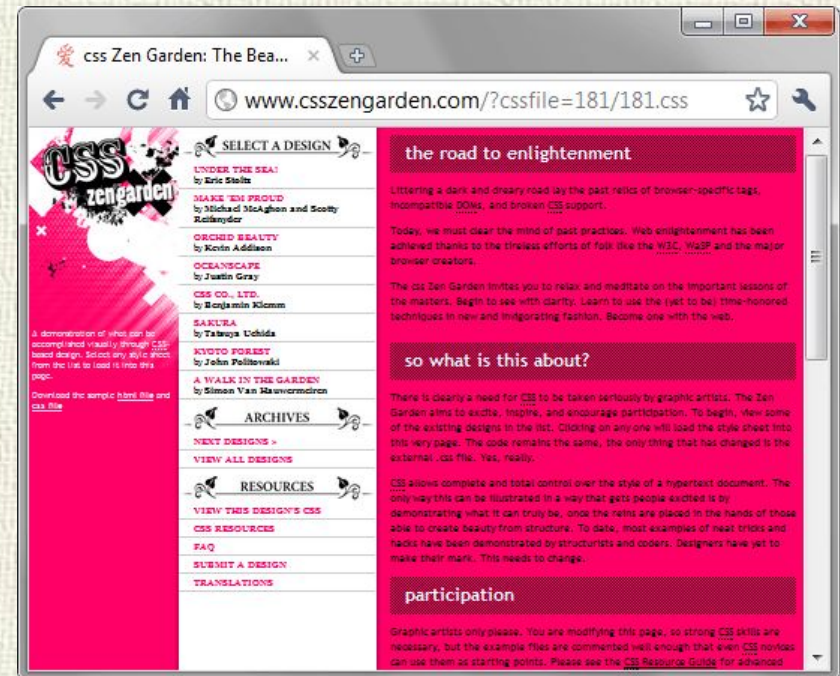 愛 css Zen Garden: The Bea...
www.csszengarden.com/?cssfile=181/181.css
CSS
zengarden
A demonstration of what can be
accomplished visually through CSS-
based design. Select any style sheet
from the list to load it into this
page.
Download the sample html file and
css file
SELECT A DESIGN
UNDER THE SEA!
by Eric Stoltz
MAKE 'EM PROUD
by Michael McAghon and Scotty
Reifsnyder
ORCHID BEAUTY
by Kevin Addison
OCEANSCAPE
by Justin Gray
CSS CO., LTD.
by Benjamin Klemm
SAKURA
by Tatsuya Uchida
KYOTO FOREST
by John Politowski
A WALK IN THE GARDEN
by Simon Van Hauwermeiren
ARCHIVES
NEXT DESIGNS »
VIEW ALL DESIGNS
RESOURCES
VIEW THIS DESIGN'S CSS
CSS RESOURCES
FAQ
SUBMIT A DESIGN
TRANSLATIONS
the road to enlightenment
Littering a dark and dreary road lay the past relics of browser-specific tags,
incompatible DOMs, and broken CSS support.
Today, we must clear the mind of past practices. Web enlightenment has been
achieved thanks to the tireless efforts of folk like the W3C, WaSP and the major
browser creators.
The css Zen Garden invites you to relax and meditate on the important lessons of
the masters. Begin to see with clarity. Learn to use the (yet to be) time-honored
techniques in new and invigorating fashion. Become one with the web.
so what is this about?
There is clearly a need for CSS to be taken seriously by graphic artists. The Zen
Garden aims to excite, inspire, and encourage participation. To begin, view some
of the existing designs in the list. Clicking on any one will load the style sheet into
this very page. The code remains the same, the only thing that has changed is the
external .css file. Yes, really.
CSS allows complete and total control over the style of a hypertext document. The
only way this can be illustrated in a way that gets people excited is by
demonstrating what it can truly be, once the reins are placed in the hands of those
able to create beauty from structure. To date, most examples of neat tricks and
hacks have been demonstrated by structurists and coders. Designers have yet to
make their mark. This needs to change.
participation
Graphic artists only please. You are modifying this page, so strong CSS skills are
necessary, but the example files are commented well enough that even CSS novices
can use them as starting points. Please see the CSS Resource Guide for advanced